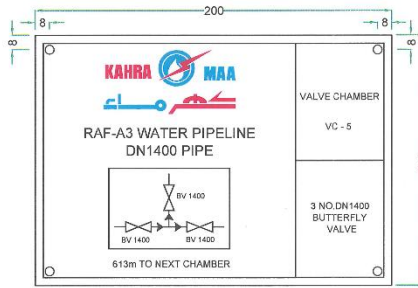 200
8
8
8
8
KAHRA MAA
كهرماء
RAF-A3 WATER PIPELINE
DN1400 PIPE
BV 1400
BV 1400
BV 1400
613m TO NEXT CHAMBER
VALVE CHAMBER
VC - 5
3 NO.DN1400
BUTTERFLY
VALVE